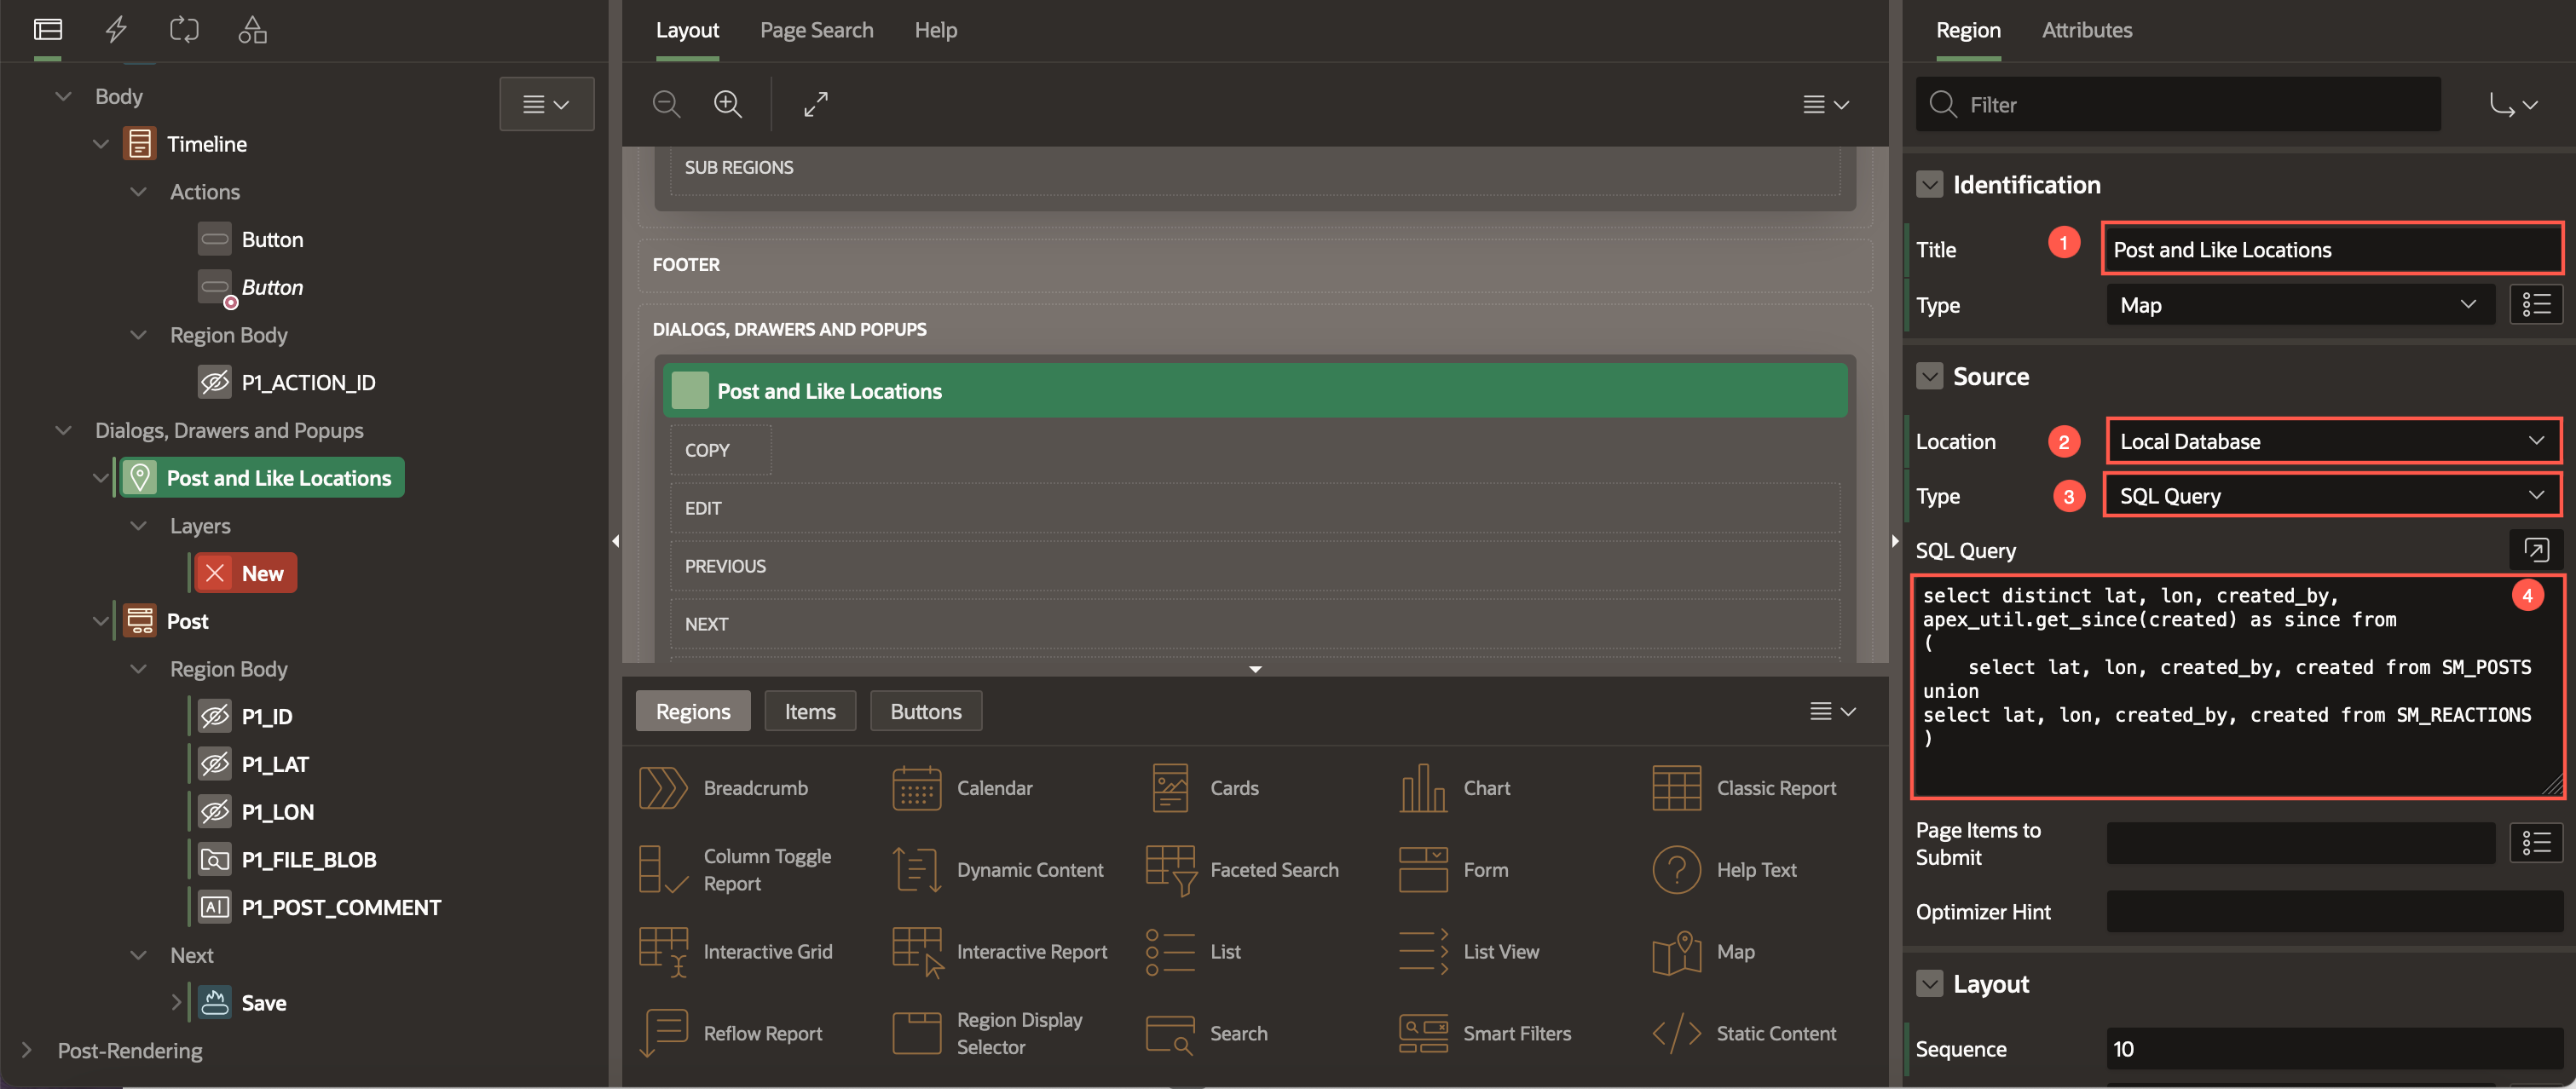 Body
Timeline
Actions
Button
Button
Region Body
P1_ACTION_ID
Dialogs, Drawers and Popups
Post and Like Locations
Layers
New
Post
Region Body
P1_ID
P1_LAT
P1_LON
P1_FILE_BLOB
P1_POST_COMMENT
Next
Save
Post-Rendering
Layout
Page Search
Help
SUB REGIONS
FOOTER
DIALOGS, DRAWERS AND POPUPS
Post and Like Locations
COPY
EDIT
PREVIOUS
NEXT
Regions
Items
Buttons
Breadcrumb
Calendar
Cards
Chart
Classic Report
Column Toggle
Report
Dynamic Content
Faceted Search
Form
Help Text
Interactive Grid
Interactive Report
List
List View
Map
Reflow Report
Region Display
Selector
Search
Smart Filters
Static Content
Region
Attributes
Filter
Identification
Title
1
Post and Like Locations
Type
Map
Source
Location
2
Local Database
Type
3
SQL Query
SQL Query
4
select distinct lat, lon, created_by,
apex_util.get_since(created) as since from
(
select lat, lon, created_by, created from SM_POSTS
union
select lat, lon, created_by, created from SM_REACTIONS
)
Page Items to
Submit
Optimizer Hint
Layout
Sequence
10